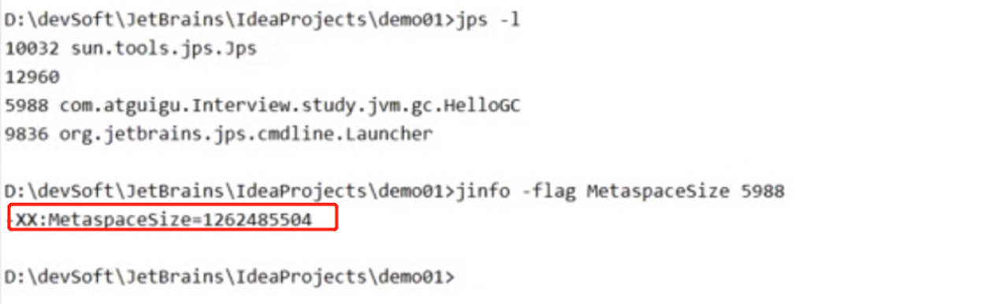 D:\devSoft\JetBrains\IdeaProjects\demo01>jps -l
10032 sun.tools.jps.Jps
12960
5988 com.atguigu.Interview.study.jvm.gc.HelloGC
9836 org.jetbrains.jps.cmdline.Launcher
D:\devSoft\JetBrains\IdeaProjects\demo01>jinfo -flag MetaspaceSize 5988
-XX:MetaspaceSize=1262485504
D:\devSoft\JetBrains\IdeaProjects\demo01>